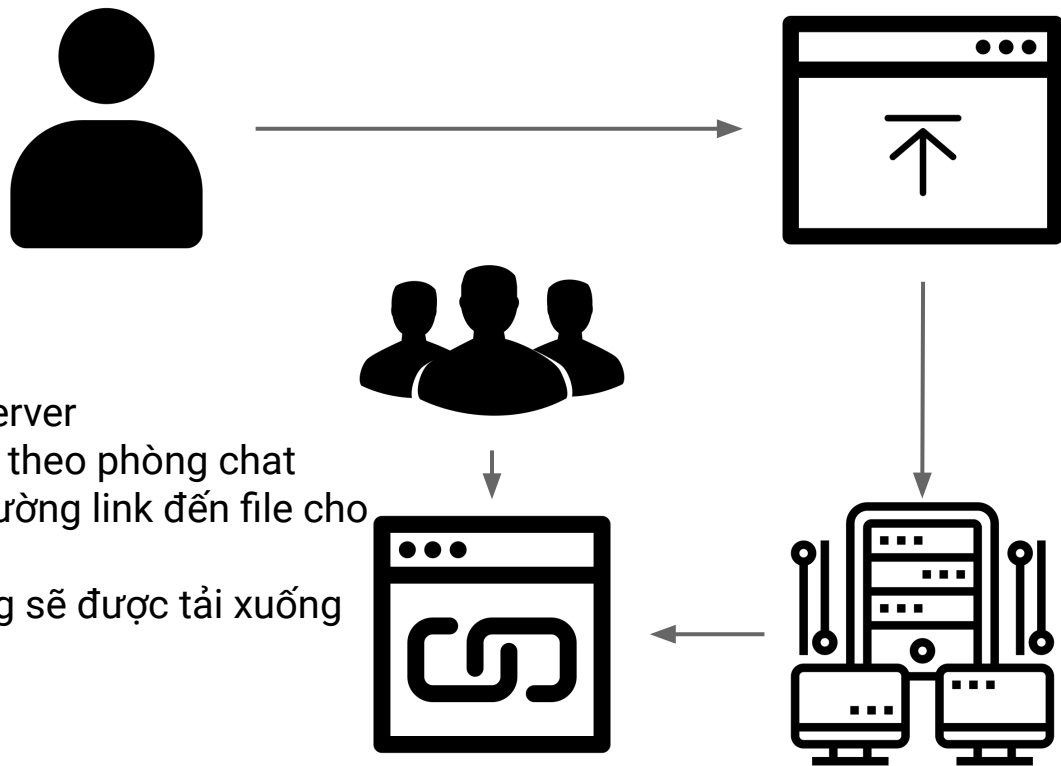 erver
theo phòng chat
ường link đến file cho
g sẽ được tải xuống